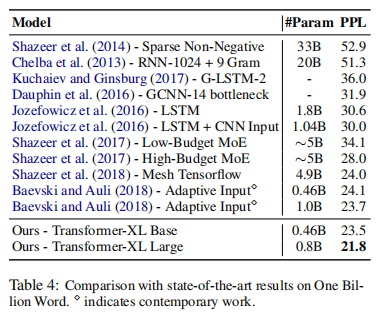 Model #Param PPL
Shazeer et al. (2014) - Sparse Non-Negative 33B 52.9
Chelba et al. (2013) - RNN-1024 + 9 Gram 20B 51.3
Kuchaiev and Ginsburg (2017) - G-LSTM-2 - 36.0
Dauphin et al. (2016) - GCNN-14 bottleneck - 31.9
Jozefowicz et al. (2016) - LSTM 1.8B 30.6
Jozefowicz et al. (2016) - LSTM + CNN Input 1.04B 30.0
Shazeer et al. (2017) - Low-Budget MoE ~5B 34.1
Shazeer et al. (2017) - High-Budget MoE ~5B 28.0
Shazeer et al. (2018) - Mesh Tensorflow 4.9B 24.0
Baevski and Auli (2018) - Adaptive Input⋄ 0.46B 24.1
Baevski and Auli (2018) - Adaptive Input⋄ 1.0B 23.7
Ours - Transformer-XL Base 0.46B 23.5
Ours - Transformer-XL Large 0.8B 21.8
Table 4: Comparison with state-of-the-art results on One Bil-
lion Word. ⋄ indicates contemporary work.